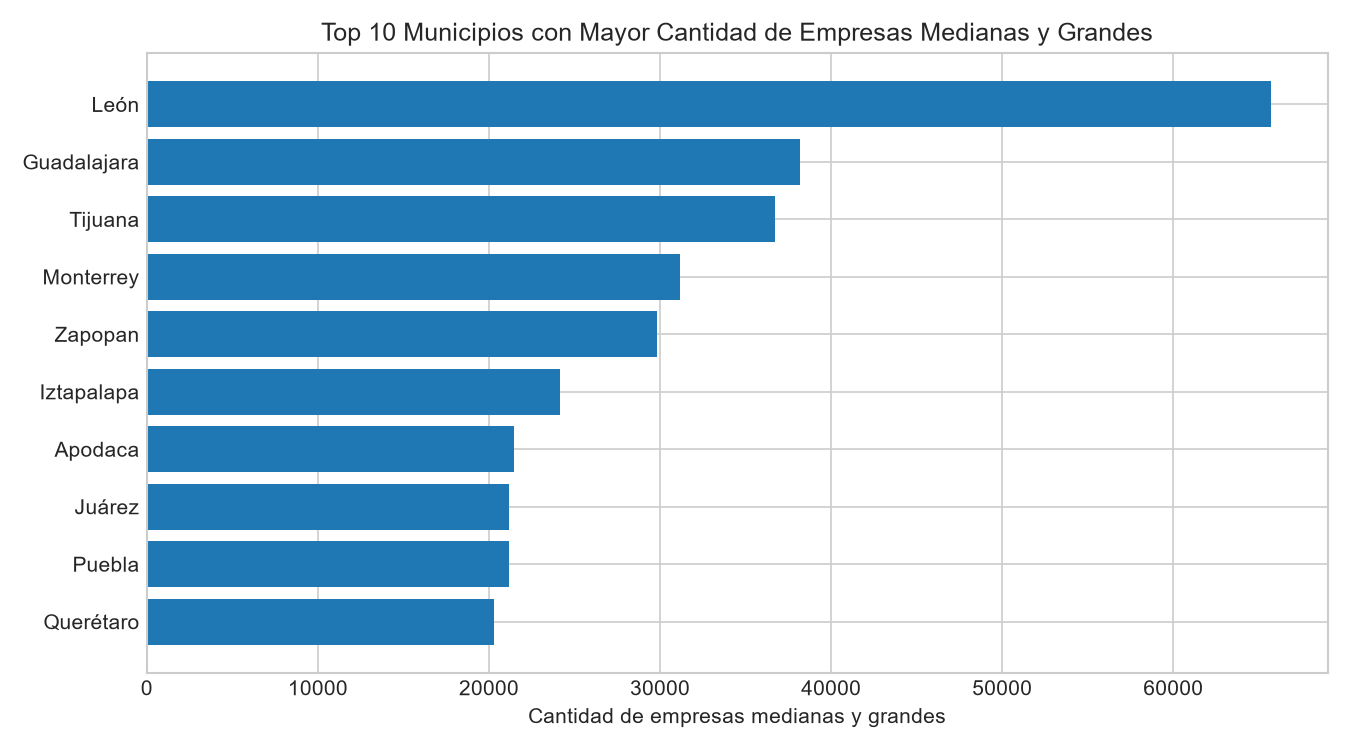 Top 10 Municipios con Mayor Cantidad de Empresas Medianas y Grandes
León
Guadalajara
Tijuana
Monterrey
Zapopan
Iztapalapa
Apodaca
Juárez
Puebla
Querétaro
0 10000 20000 30000 40000 50000 60000
Cantidad de empresas medianas y grandes